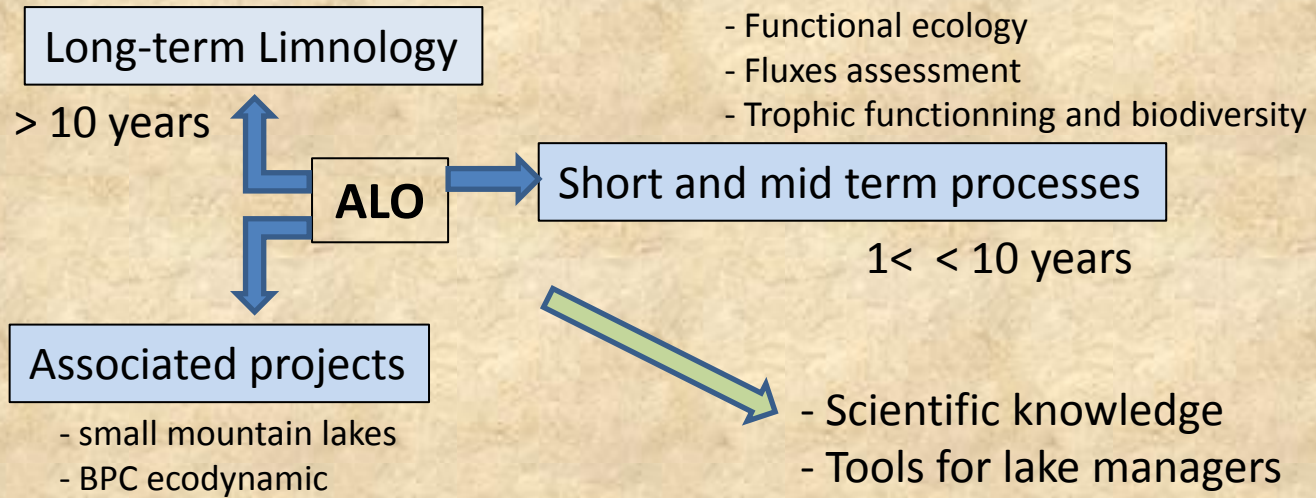 Long-term Limnology
> 10 years
ALO
- Functional ecology
- Fluxes assessment
- Trophic functionning and biodiversity
Short and mid term processes
1< < 10 years
Associated projects
- small mountain lakes
- BPC ecodynamic
- Scientific knowledge
- Tools for lake managers